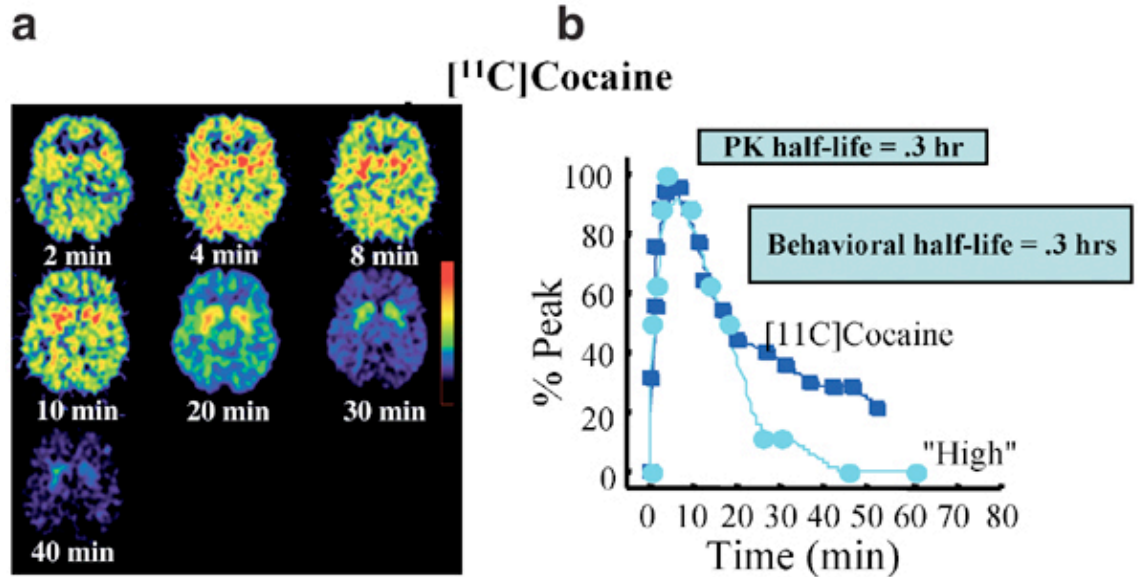 a
b
[¹¹C]Cocaine
2 min
4 min
8 min
10 min
20 min
30 min
40 min
PK half-life = .3 hr
Behavioral half-life = .3 hrs
% Peak
100
80
60
40
20
0
[11C]Cocaine
"High"
0 10 20 30 40 50 60 70 80
Time (min)